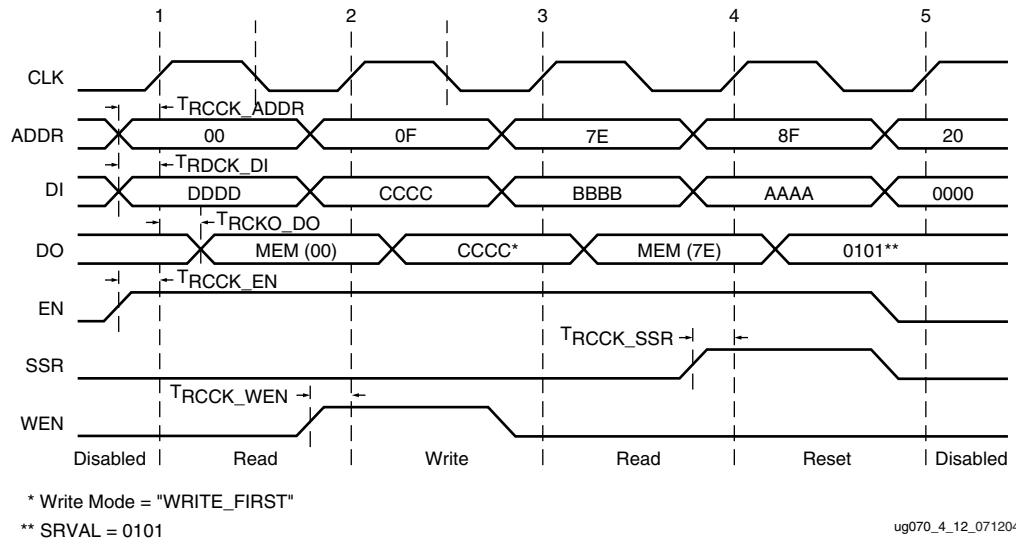 1 2 3 4 5
CLK
TRCCK_ADDR
ADDR 00 0F 7E 8F 20
TRDCK_DI
DI DDDD CCCC BBBB AAAA 0000
TRCKO_DO
DO MEM (00) CCCC* MEM (7E) 0101**
TRCCK_EN
EN
TRCCK_SSR
SSR
TRCCK_WEN
WEN
Disabled Read Write Read Reset Disabled
* Write Mode = "WRITE_FIRST"
** SRVAL = 0101
ug070_4_12_071204